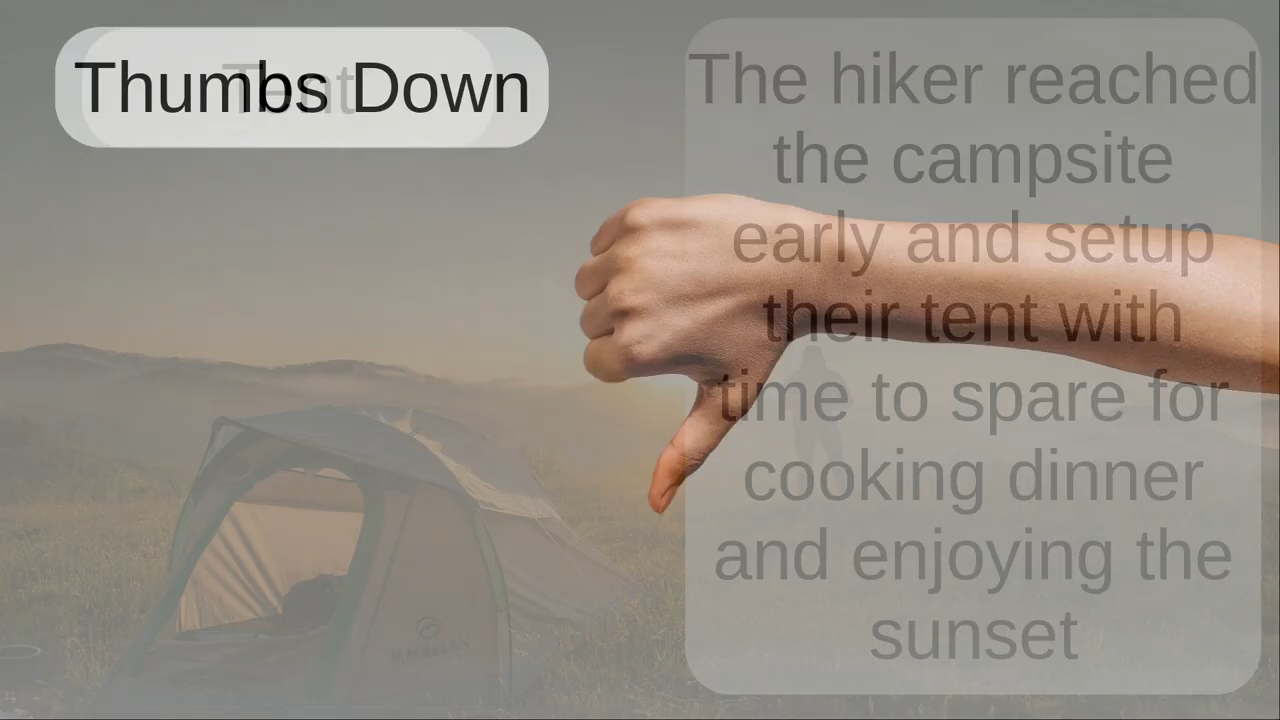 Thumbs Down
Tent
The hiker reached
the campsite
early and setup
their tent with
time to spare for
cooking dinner
and enjoying the
sunset